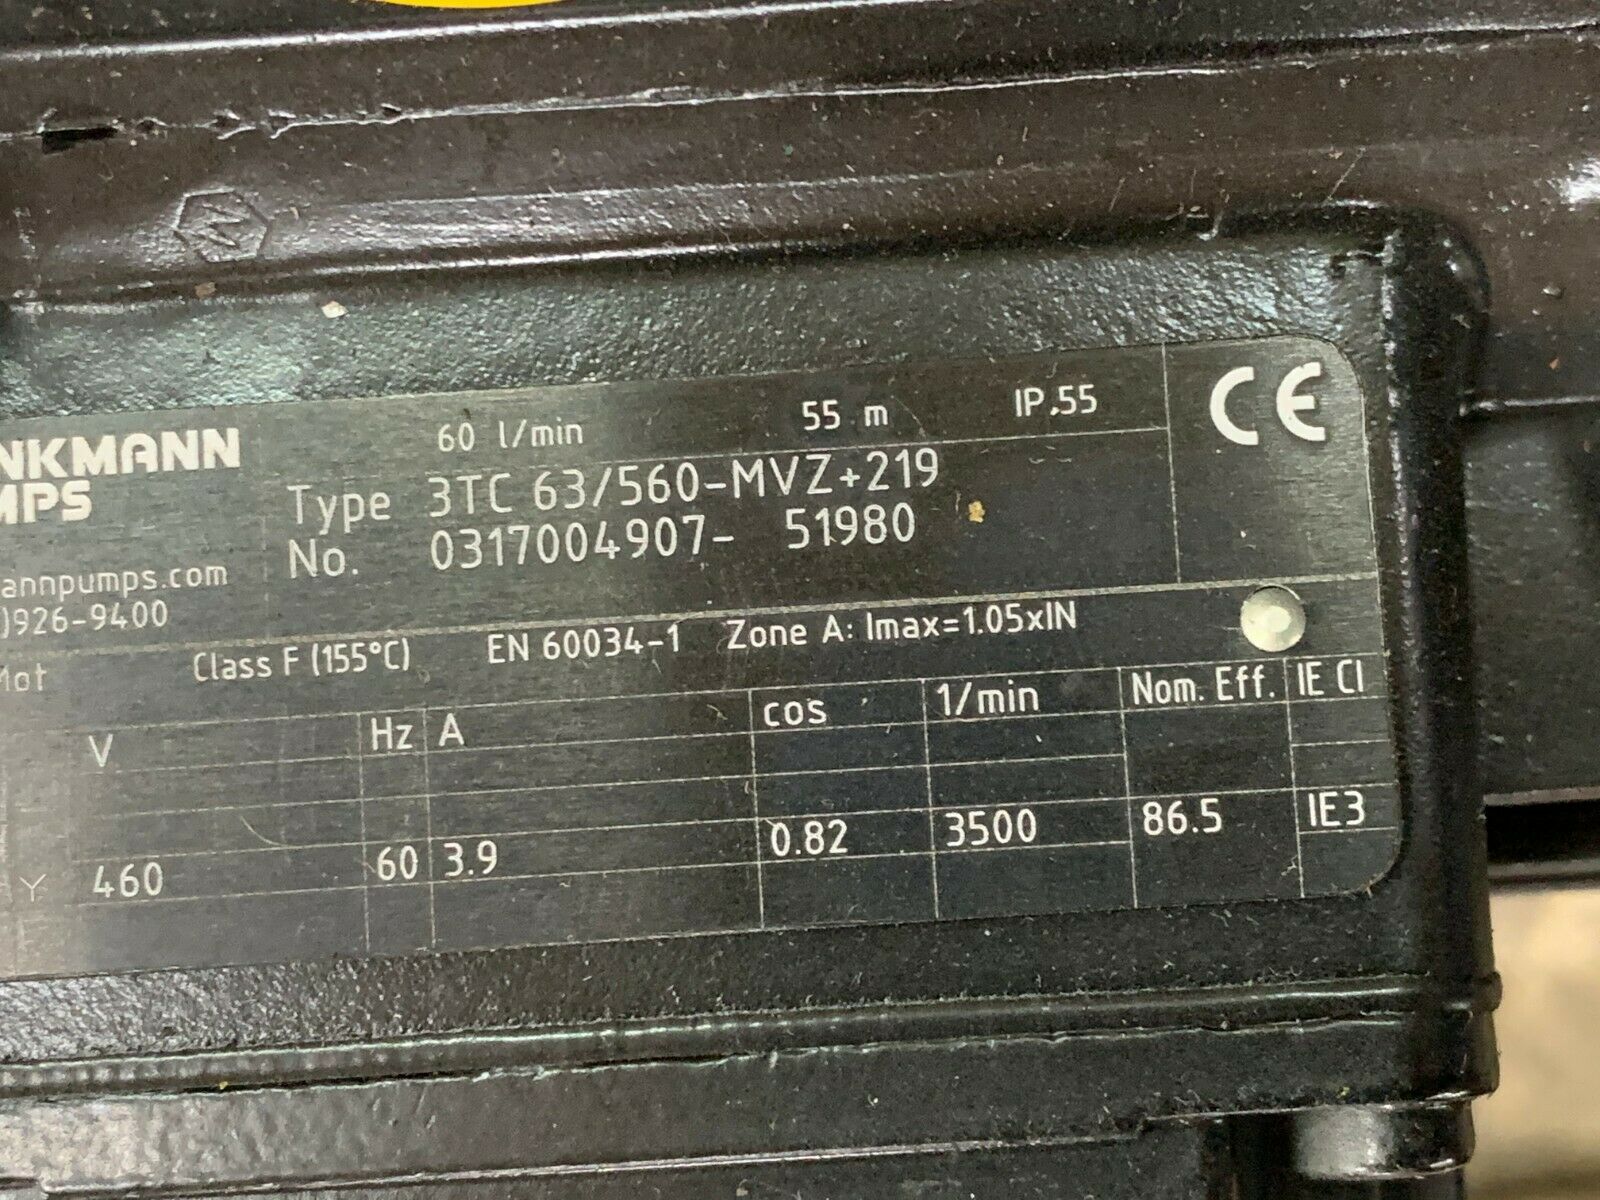 60 l/min 55 m IP.55 CE
NKMANN
MPS
Type 3TC 63/560-MVZ+219
No. 0317004907- 51980
annpumps.com
)926-9400
Mot Class F (155°C) EN 60034-1 Zone A: Imax=1.05xIN
V Hz A cos 1/min Nom. Eff. IE Cl
Y 460 60 3.9 0.82 3500 86.5 IE3